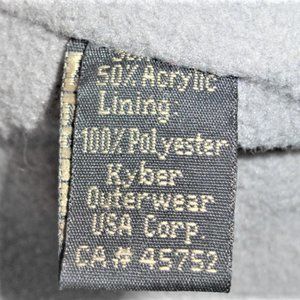 50% Acrylic
Lining:
100% Polyester
Kyber
Outerwear
USA Corp.
CA# 45752